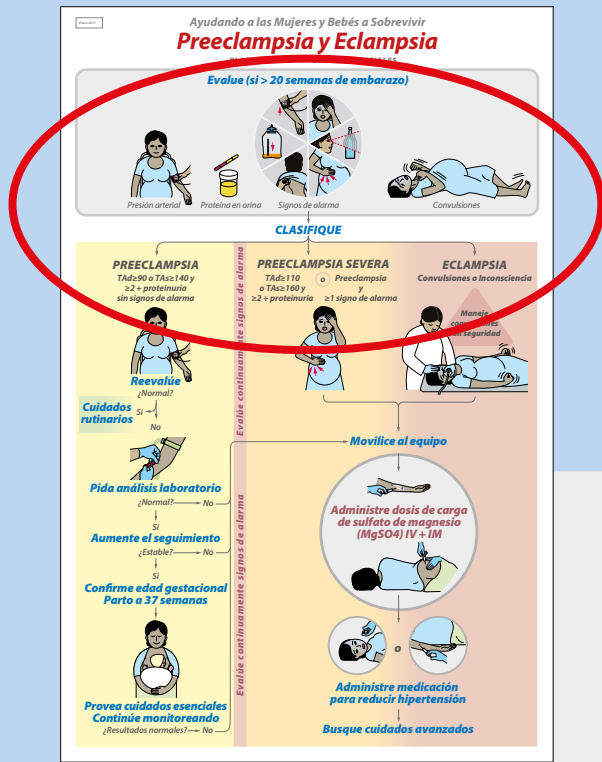 Ayudando a las Mujeres y Bebés a Sobrevivir
Preeclampsia y Eclampsia
Evalue (si > 20 semanas de embarazo)
Presión arterial
Proteína en orina
Signos de alarma
Convulsiones
CLASIFIQUE
PREECLAMPSIA
TAd≥90 o TAs≥140 y
≥2 + proteinuria
sin signos de alarma
Evalúe continuamente signos de alarma
PREECLAMPSIA SEVERA
TAd≥110
o TAs≥160 y
≥2 + proteinuria
o
Preeclampsia
y
≥1 signo de alarma
ECLAMPSIA
Convulsiones o Inconsciencia
Maneje
seguridad
Reevalúe
¿Normal?
Cuidados
rutinarios
Si
No
Pida análisis laboratorio
¿Normal?
No
Si
Aumente el seguimiento
¿Estable?
No
Si
Confirme edad gestacional
Parto a 37 semanas
Provea cuidados esenciales
Continúe monitoreando
¿Resultados normales?
No
Evalúe continuamente signos de alarma
Movilice al equipo
Administre dosis de carga
de sulfato de magnesio
(MgSO4) IV + IM
o
Administre medicación
para reducir hipertensión
Busque cuidados avanzados